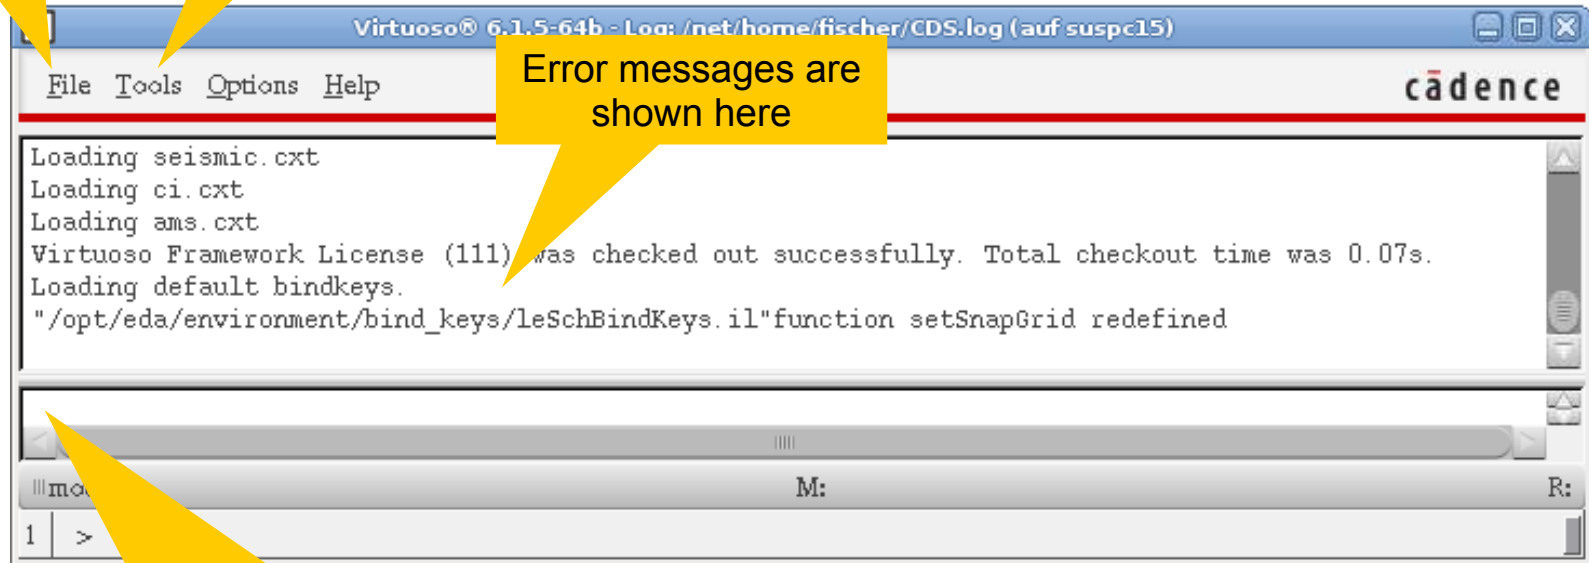 Virtuoso® 6.1.5-64b - Log: /net/home/fischer/CDS.log (auf suspc15)
File Tools Options Help
Error messages are
shown here
cādence
Loading seismic.cxt
Loading ci.cxt
Loading ams.cxt
Virtuoso Framework License (111) was checked out successfully. Total checkout time was 0.07s.
Loading default bindkeys.
"/opt/eda/environment/bind_keys/leSchBindKeys.il"function setSnapGrid redefined
M: R:
1 >